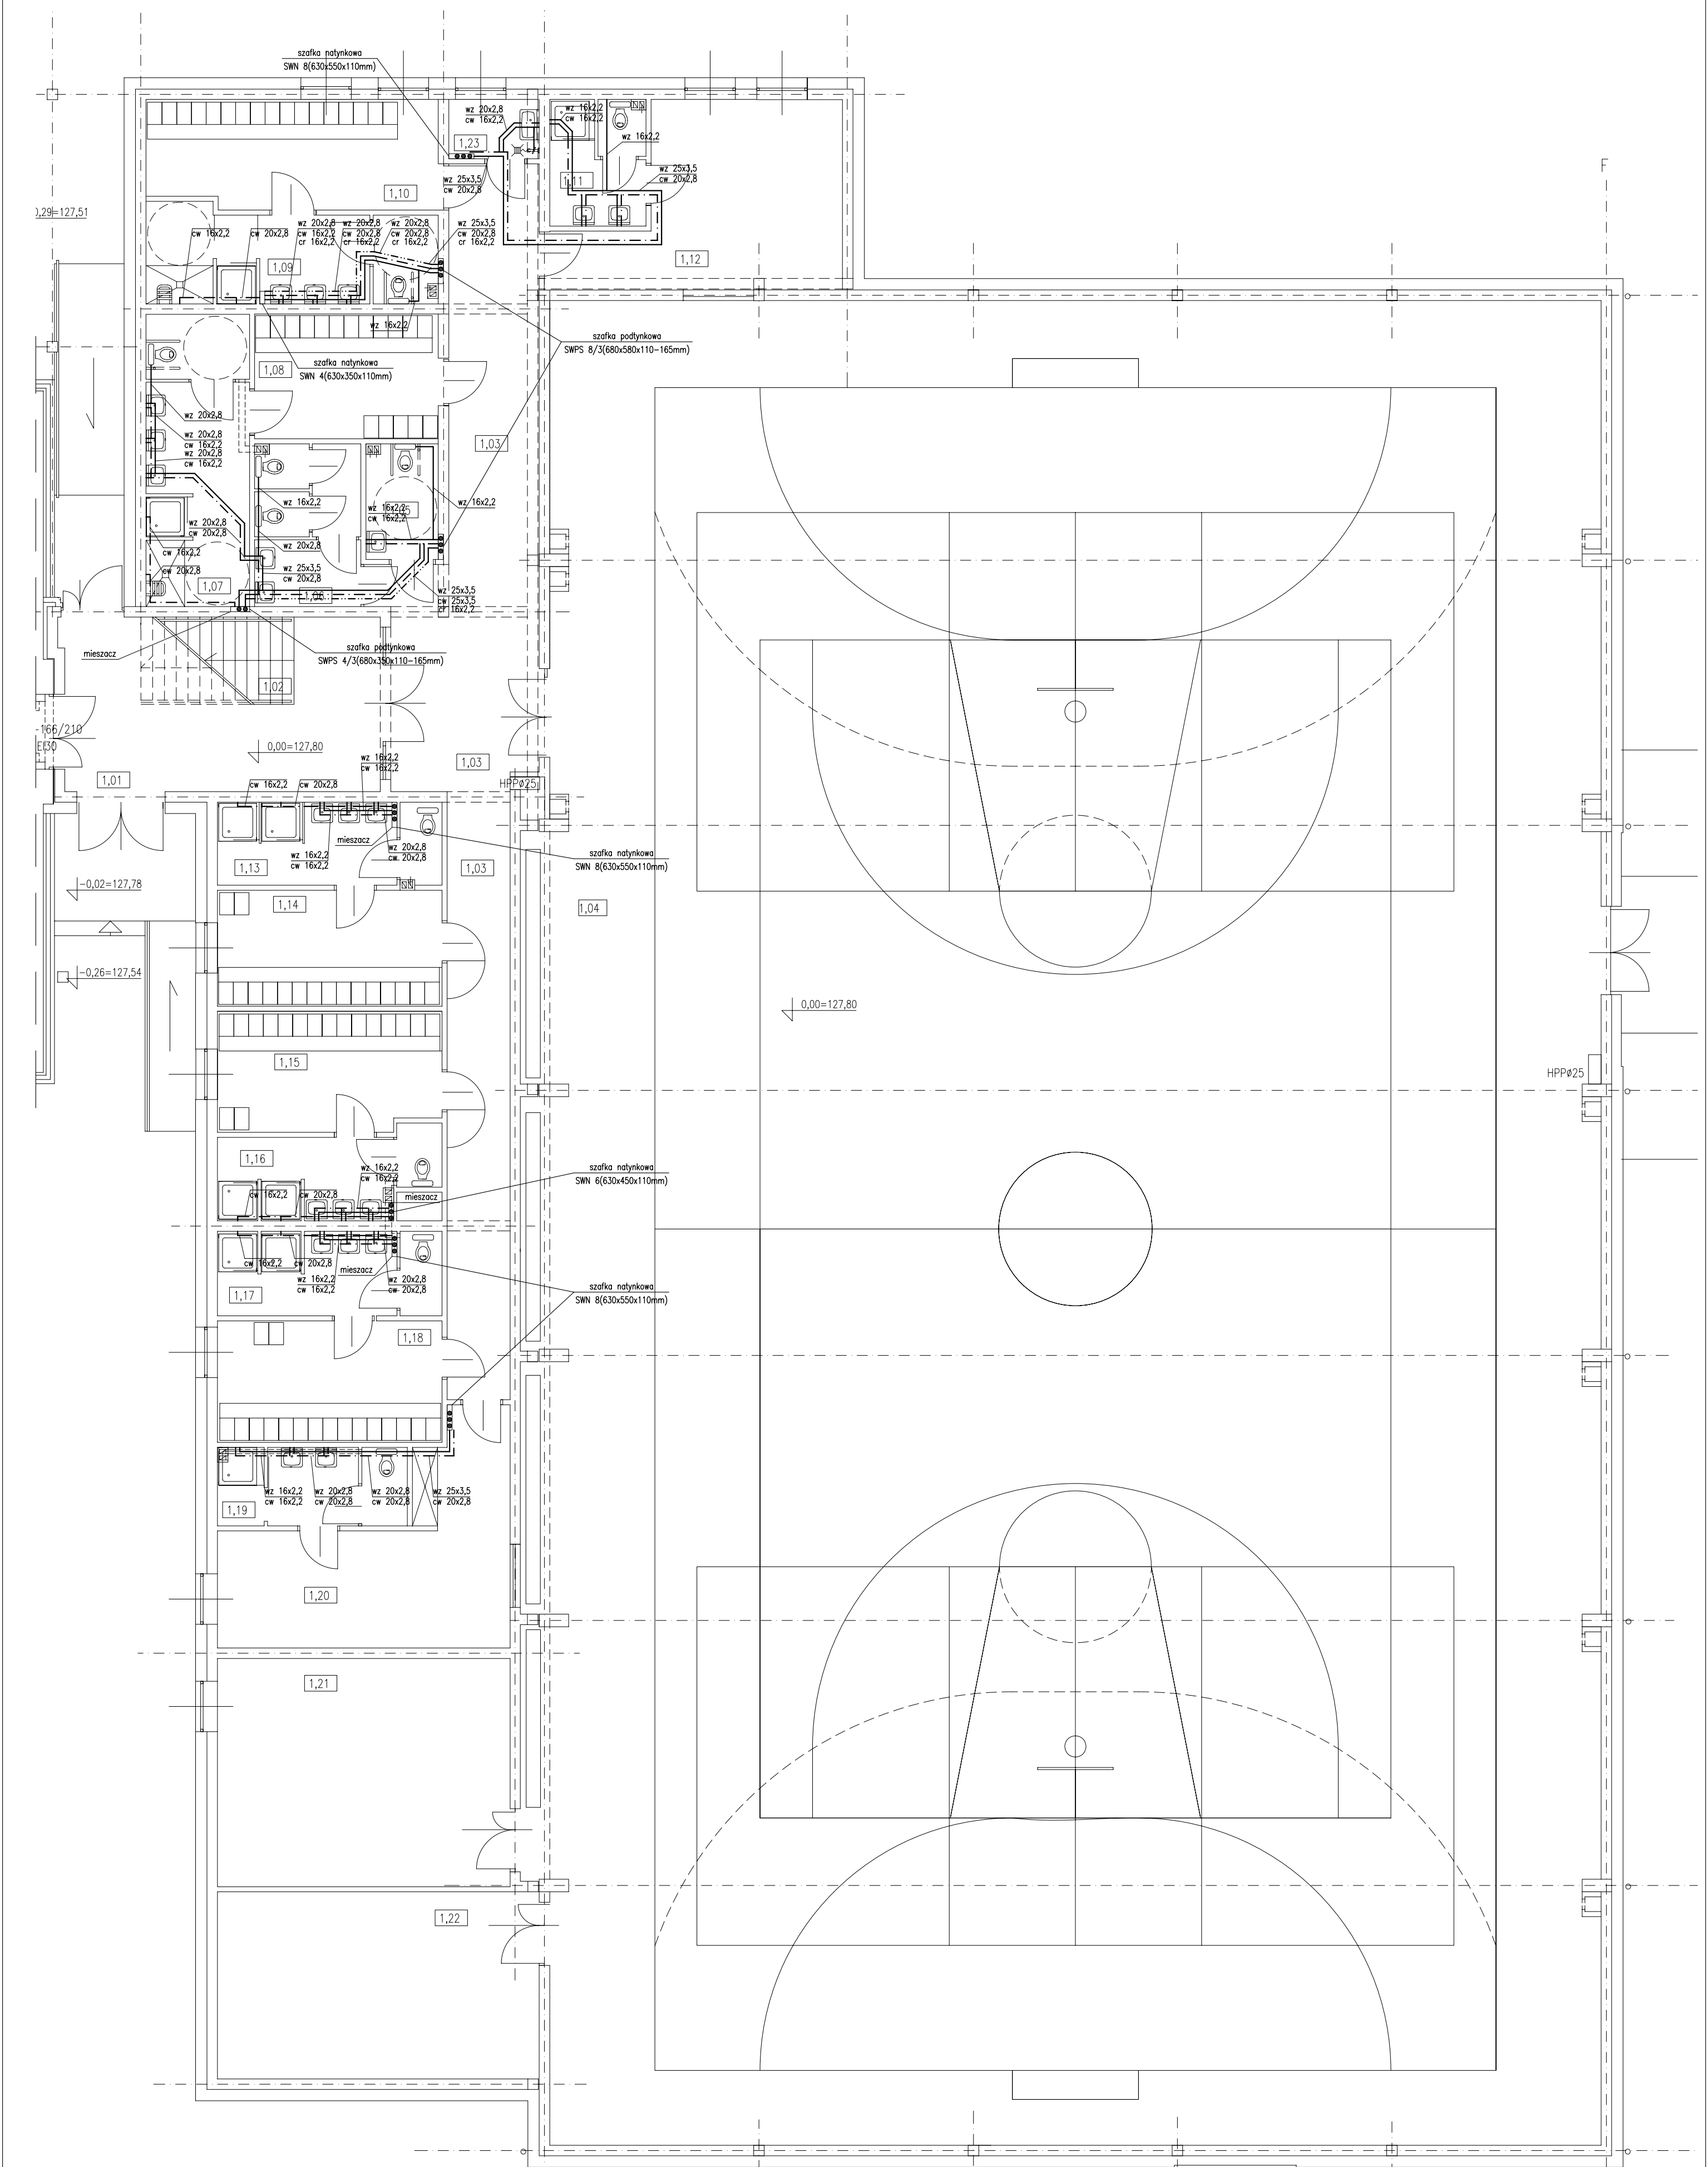 szafka natynkowa
SWN 8(630x550x110mm)
wz 20x2,8
cw 16x2,2
wz 16x2,2
cw 16x2,2
wz 16x2,2
1,23
1,11
wz 25x3,5
cw 20x2,8
wz 25x3,5
cw 20x2,8
1,10
F
0,29=127,51
cw 16x2,2
cw 20x2,8
wz 20x2,8
cw 16x2,2
cr 16x2,2
wz 20x2,8
cw 20x2,8
cr 16x2,2
wz 20x2,8
cw 20x2,8
cr 16x2,2
wz 25x3,5
cw 20x2,8
cr 16x2,2
1,09
1,12
wz 16x2,2
szafka podtynkowa
SWPS 8/3(680x580x110-165mm)
szafka natynkowa
SWN 4(630x350x110mm)
1,08
wz 20x2,8
wz 20x2,8
cw 16x2,2
wz 20x2,8
cw 16x2,2
1,03
wz 16x2,2
wz 16x2,2
wz 16x2,2
cw 16x2,2
wz 20x2,8
cw 20x2,8
wz 20x2,8
cw 16x2,2
cw 20x2,8
wz 25x3,5
cw 20x2,8
1,07
1,06
wz 25x3,5
cw 25x3,5
cr 16x2,2
mieszacz
szafka podtynkowa
SWPS 4/3(680x350x110-165mm)
1,02
-166/210
EI30
0,00=127,80
1,01
1,03
wz 16x2,2
cw 16x2,2
cw 16x2,2
cw 20x2,8
HPPø25
mieszacz
wz 20x2,8
cw 20x2,8
wz 16x2,2
cw 16x2,2
szafka natynkowa
SWN 8(630x550x110mm)
1,13
1,03
-0,02=127,78
1,14
1,04
-0,26=127,54
0,00=127,80
1,15
HPPø25
1,16
wz 16x2,2
cw 16x2,2
szafka natynkowa
SWN 6(630x450x110mm)
cw 16x2,2
cw 20x2,8
mieszacz
cw 16x2,2
cw 20x2,8
mieszacz
wz 16x2,2
cw 16x2,2
wz 20x2,8
cw 20x2,8
szafka natynkowa
SWN 8(630x550x110mm)
1,17
1,18
wz 16x2,2
cw 16x2,2
wz 20x2,8
cw 20x2,8
wz 20x2,8
cw 20x2,8
wz 25x3,5
cw 20x2,8
1,19
1,20
1,21
1,22